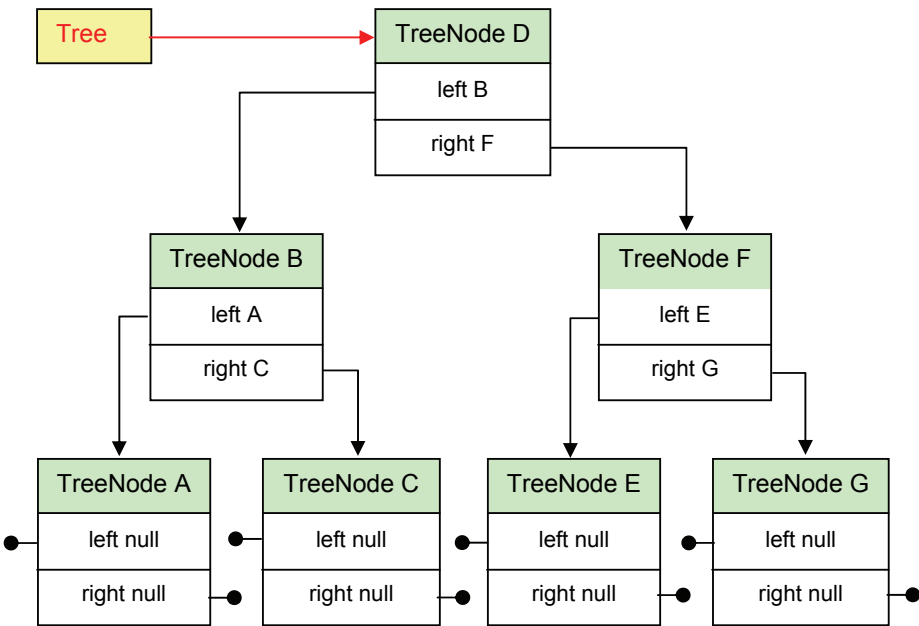 Tree
TreeNode D
left B
right F
TreeNode B
left A
right C
TreeNode F
left E
right G
TreeNode A
left null
right null
TreeNode C
left null
right null
TreeNode E
left null
right null
TreeNode G
left null
right null